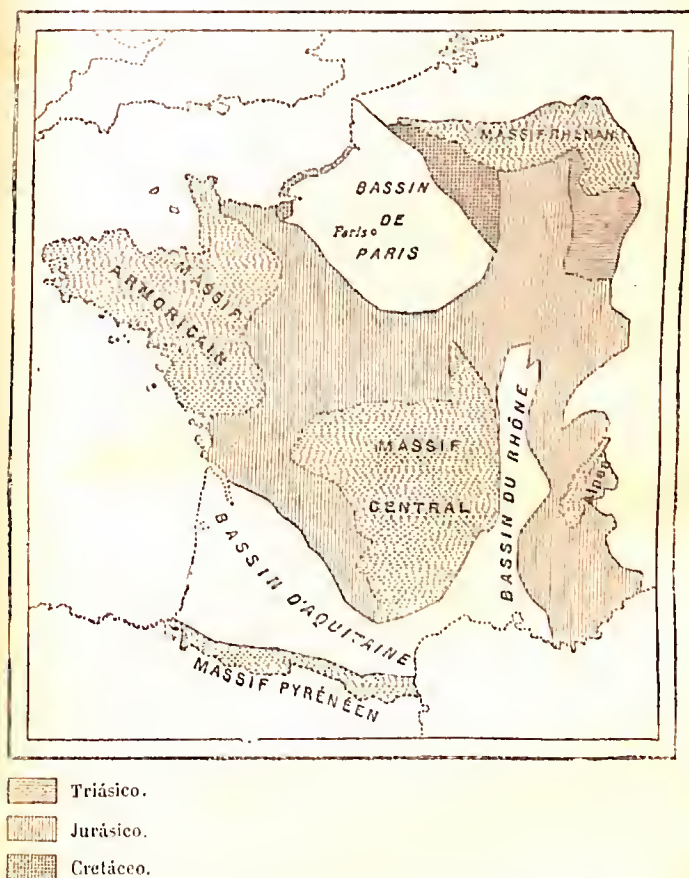 MASSIF RHÉNAN
BASSIN
DE
Paris
PARIS
MASSIF
ARMORICAIN
MASSIF
CENTRAL
BASSIN DU RHÔNE
Alpes
BASSIN D'AQUITAINE
MASSIF PYRÉNÉEN
Triásico.
Jurásico.
Cretáceo.